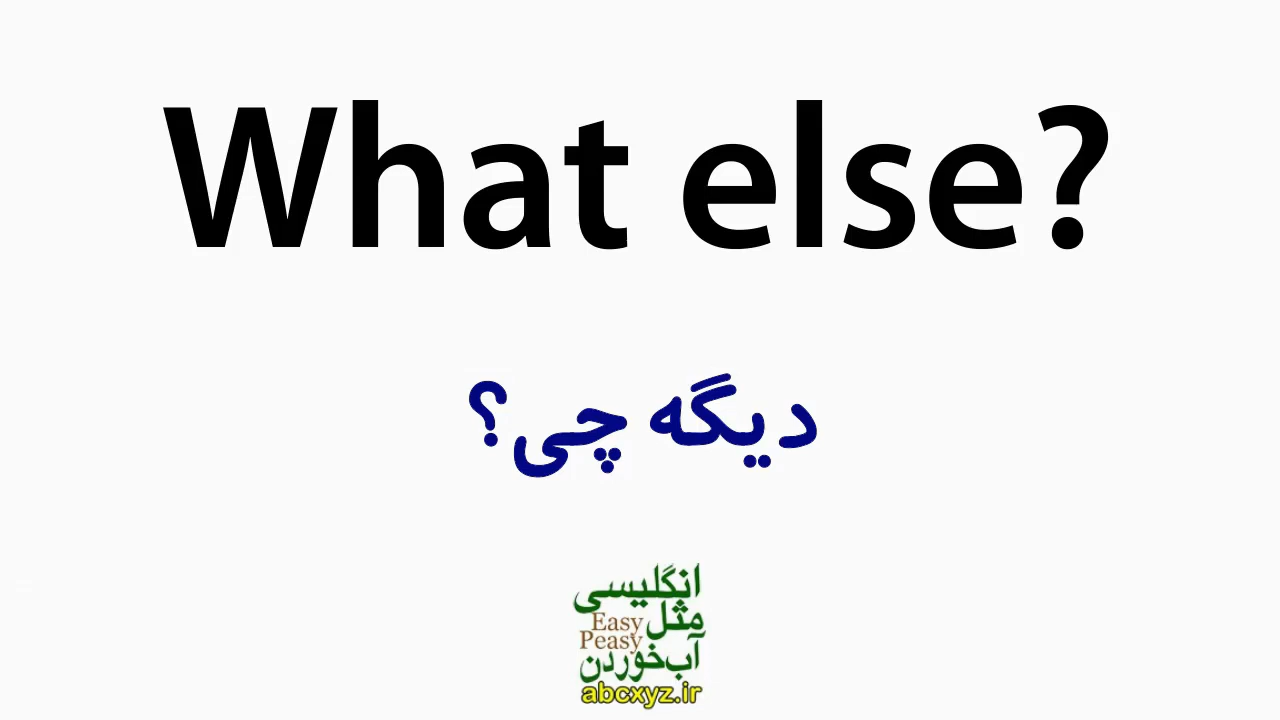 What else?
دیگه چی؟
انگلیسی
مثل
Easy
Peasy
آب‌خوردن
abcxyz.ir